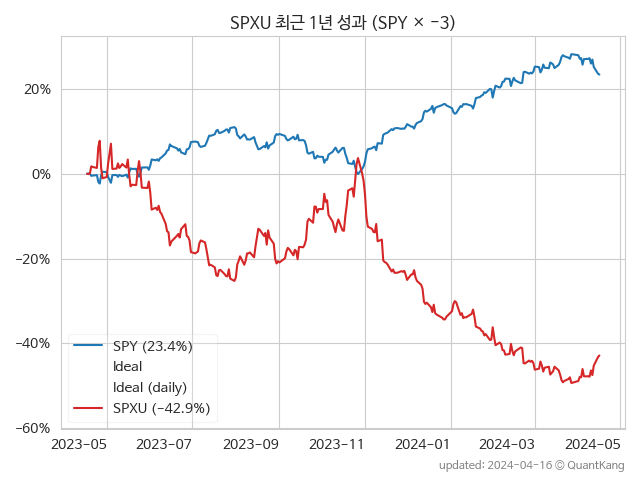 SPXU 최근 1년 성과 (SPY × −3)
20%
0%
−20%
−40%
−60%
SPY (23.4%)
Ideal
Ideal (daily)
SPXU (−42.9%)
2023−05
2023−07
2023−09
2023−11
2024−01
2024−03
2024−05
updated: 2024−04−16 © QuantKang